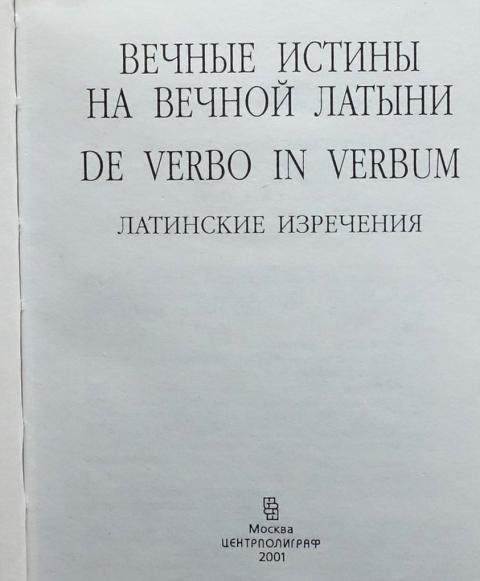 ВЕЧНЫЕ ИСТИНЫ
НА ВЕЧНОЙ ЛАТЫНИ
DE VERBO IN VERBUM
ЛАТИНСКИЕ ИЗРЕЧЕНИЯ
Москва
ЦЕНТРПОЛИГРАФ
2001